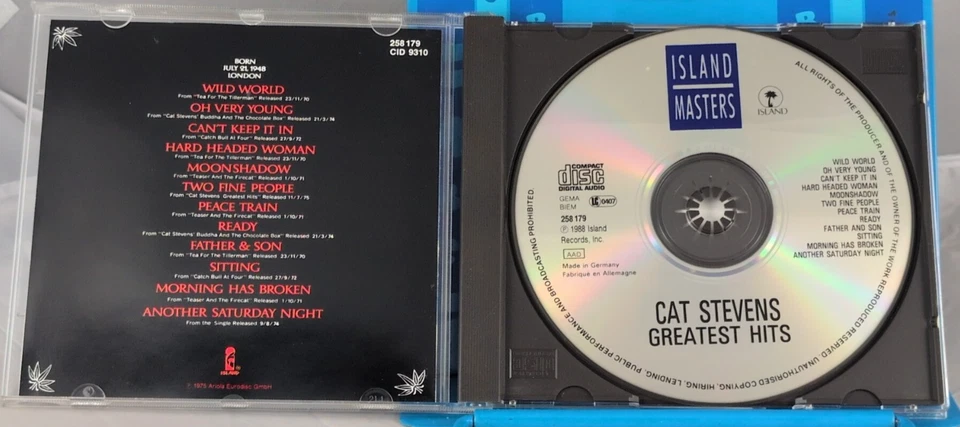 258 179
CID 9310
BORN
JULY 21, 1948
LONDON
WILD WORLD
From "Tea For The Tillerman" Released 23/11/70
OH VERY YOUNG
From "Cat Stevens' Buddha And The Chocolate Box" Released 21/3/74
CAN'T KEEP IT IN
From "Catch Bull At Four" Released 27/9/72
HARD HEADED WOMAN
From "Tea For The Tillerman" Released 23/11/70
MOONSHADOW
From "Teaser And The Firecat" Released 1/10/71
TWO FINE PEOPLE
From "Cat Stevens Greatest Hits" Released 11/7/75
PEACE TRAIN
From "Teaser And The Firecat" Released 1/10/71
READY
From "Cat Stevens' Buddha And The Chocolate Box" Released 21/3/74
FATHER & SON
From "Tea For The Tillerman" Released 23/11/70
SITTING
From "Catch Bull At Four" Released 27/9/72
MORNING HAS BROKEN
From "Teaser And The Firecat" Released 1/10/71
ANOTHER SATURDAY NIGHT
From the Single Released 9/8/74
ISLAND
℗ 1975 Ariola Eurodisc GmbH
ISLAND
MASTERS
ISLAND
COMPACT
disc
DIGITAL AUDIO
GEMA
BIEM
LC 0407
258 179
℗ 1988 Island
Records, Inc.
AAD
Made in Germany
Fabriqué en Allemagne
WILD WORLD
OH VERY YOUNG
CAN'T KEEP IT IN
HARD HEADED WOMAN
MOONSHADOW
TWO FINE PEOPLE
PEACE TRAIN
READY
FATHER AND SON
SITTING
MORNING HAS BROKEN
ANOTHER SATURDAY NIGHT
CAT STEVENS
GREATEST HITS
ALL RIGHTS OF THE PRODUCER AND OF THE OWNER OF THE WORK REPRODUCED RESERVED. UNAUTHORISED COPYING, HIRING, LENDING, PUBLIC PERFORMANCE AND BROADCASTING PROHIBITED.